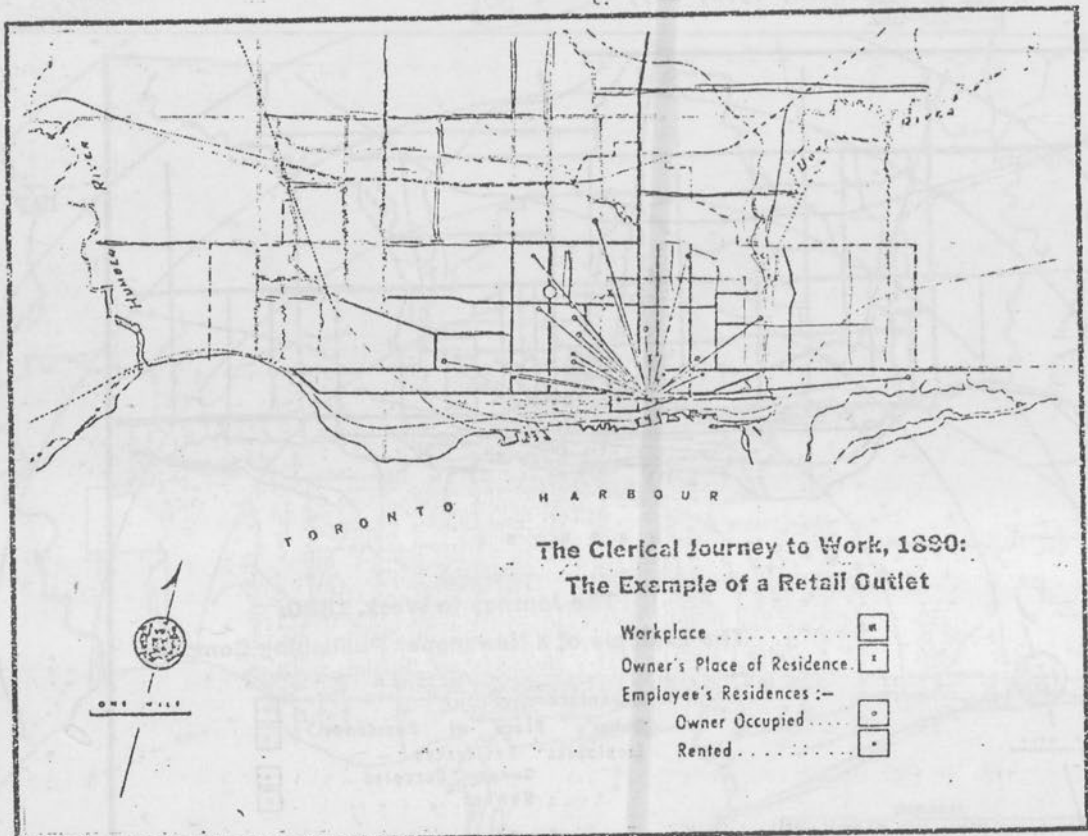 River
Don
HUMBER
RIVER
TORONTO HARBOUR
The Clerical Journey to Work, 1890:
The Example of a Retail Outlet
Workplace
Owner's Place of Residence.
Employee's Residences :—
Owner Occupied....
Rented
ONE MILE